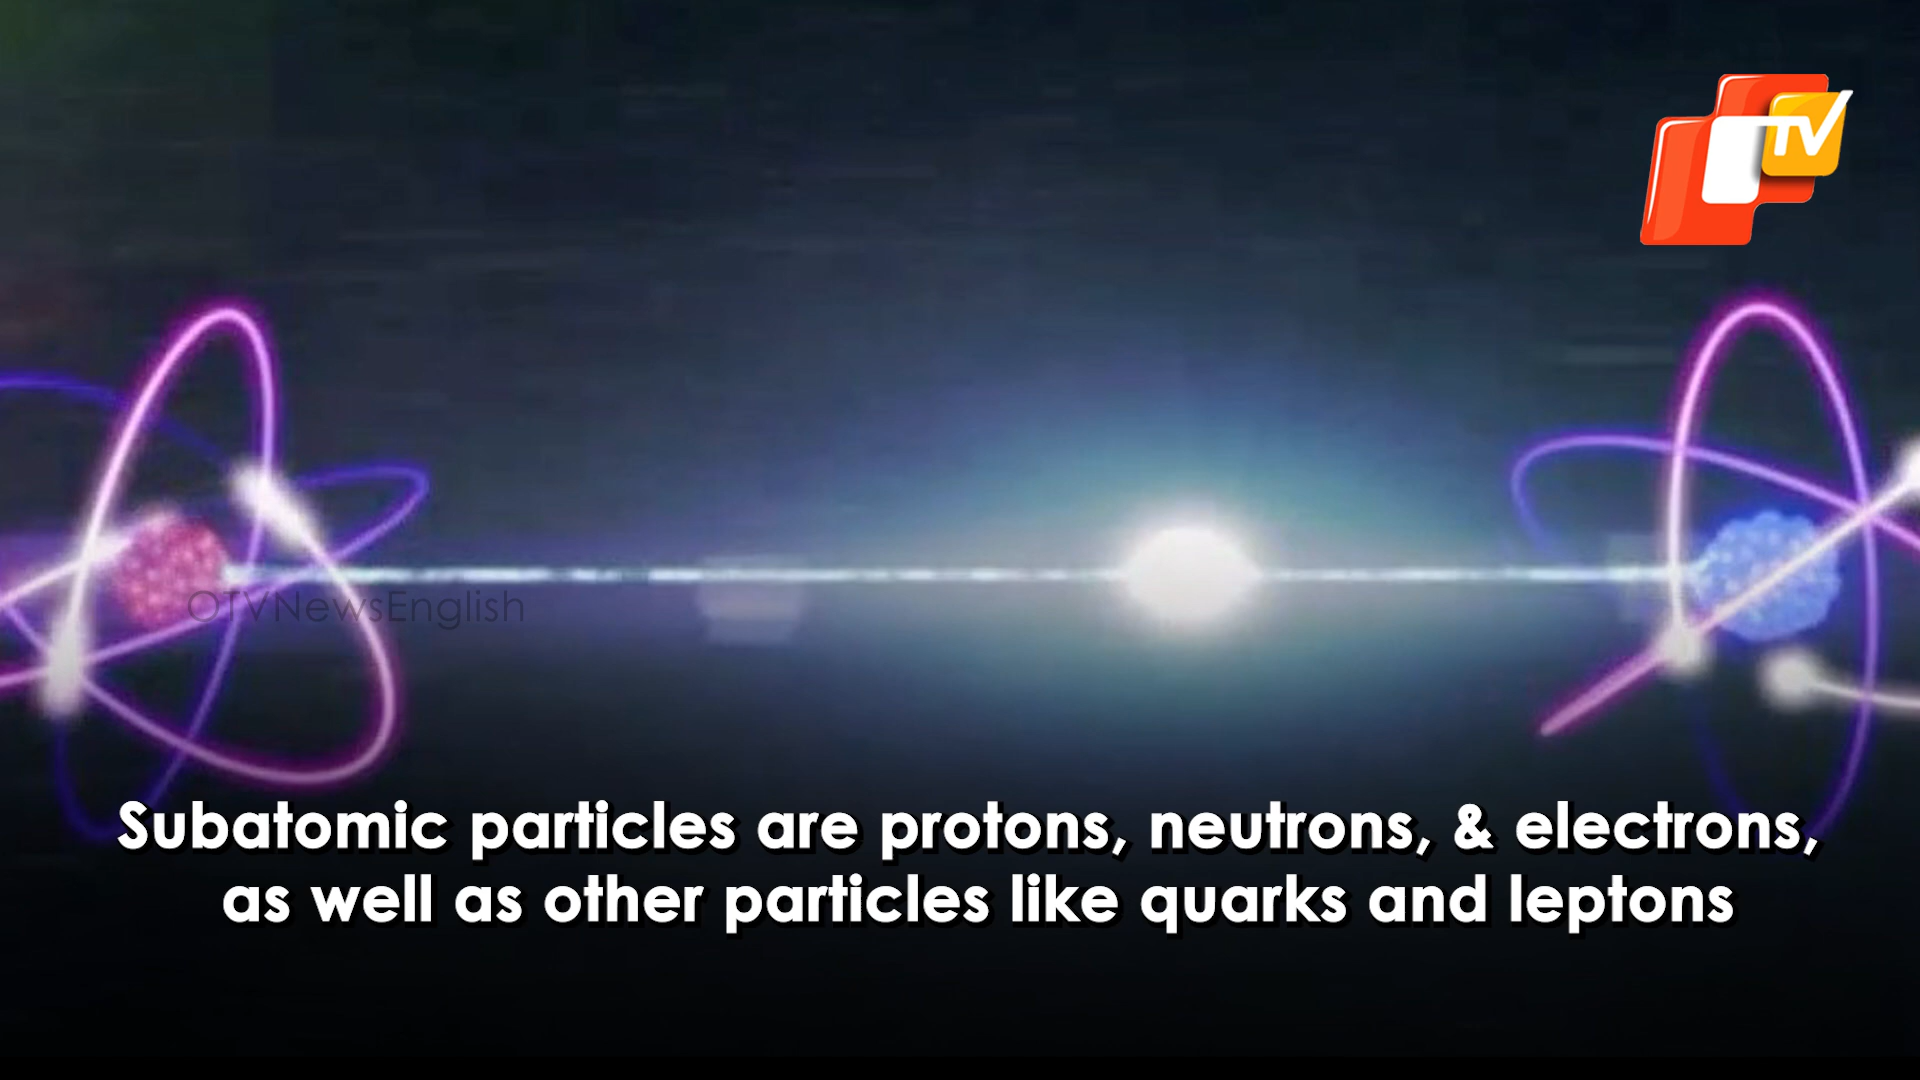 TV
OTVNewsEnglish
Subatomic particles are protons, neutrons, & electrons,
as well as other particles like quarks and leptons